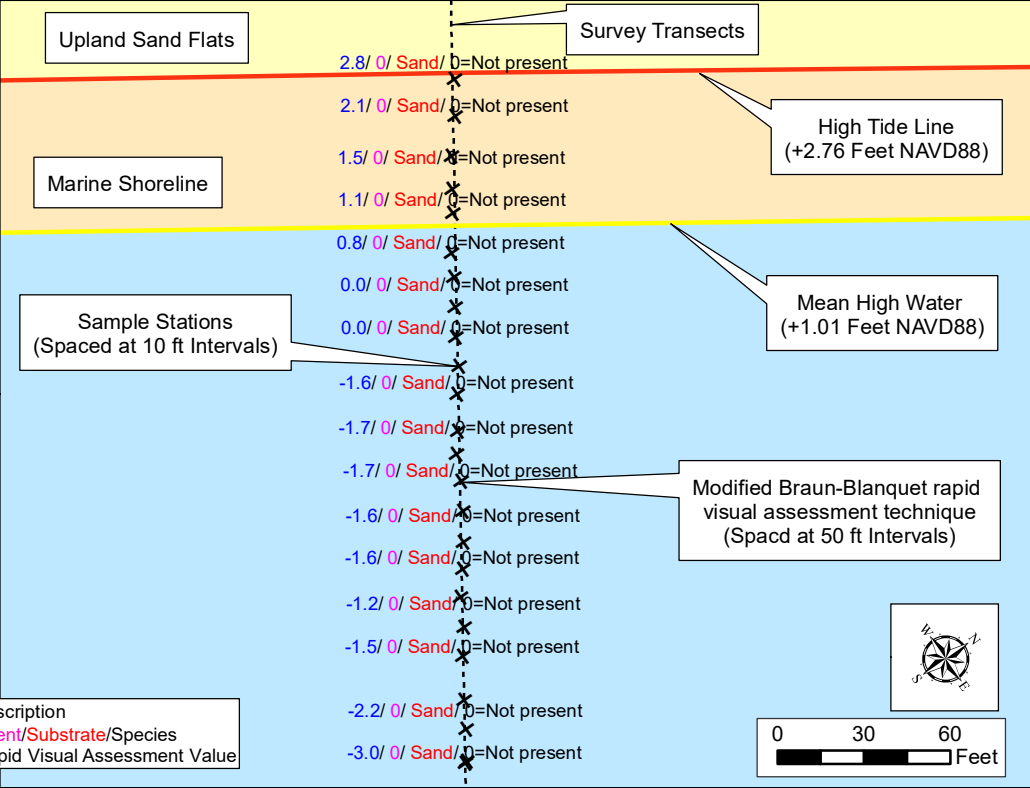 Upland Sand Flats
Survey Transects
2.8/ 0/ Sand/ 0=Not present
2.1/ 0/ Sand/ 0=Not present
High Tide Line
(+2.76 Feet NAVD88)
1.5/ 0/ Sand/ 0=Not present
Marine Shoreline
1.1/ 0/ Sand/ 0=Not present
0.8/ 0/ Sand/ 0=Not present
0.0/ 0/ Sand/ 0=Not present
Mean High Water
(+1.01 Feet NAVD88)
Sample Stations
(Spaced at 10 ft Intervals)
0.0/ 0/ Sand/ 0=Not present
-1.6/ 0/ Sand/ 0=Not present
-1.7/ 0/ Sand/ 0=Not present
-1.7/ 0/ Sand/ 0=Not present
Modified Braun-Blanquet rapid
visual assessment technique
(Spacd at 50 ft Intervals)
-1.6/ 0/ Sand/ 0=Not present
-1.6/ 0/ Sand/ 0=Not present
-1.2/ 0/ Sand/ 0=Not present
-1.5/ 0/ Sand/ 0=Not present
W N
S E
-2.2/ 0/ Sand/ 0=Not present
scription
ent/Substrate/Species
pid Visual Assessment Value
-3.0/ 0/ Sand/ 0=Not present
0 30 60
Feet